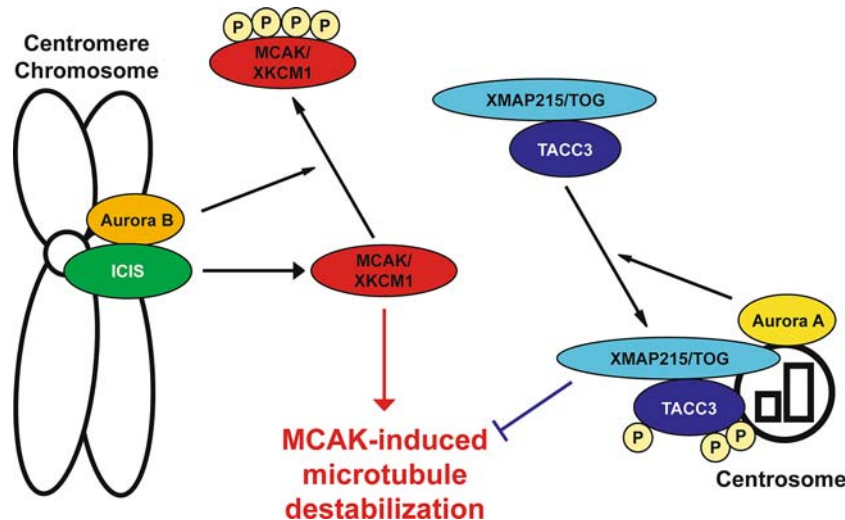 Centromere
Chromosome
P P P P
MCAK/
XKCM1
XMAP215/TOG
TACC3
Aurora B
ICIS
MCAK/
XKCM1
Aurora A
XMAP215/TOG
TACC3
P
P
P
MCAK-induced
microtubule
destabilization
Centrosome